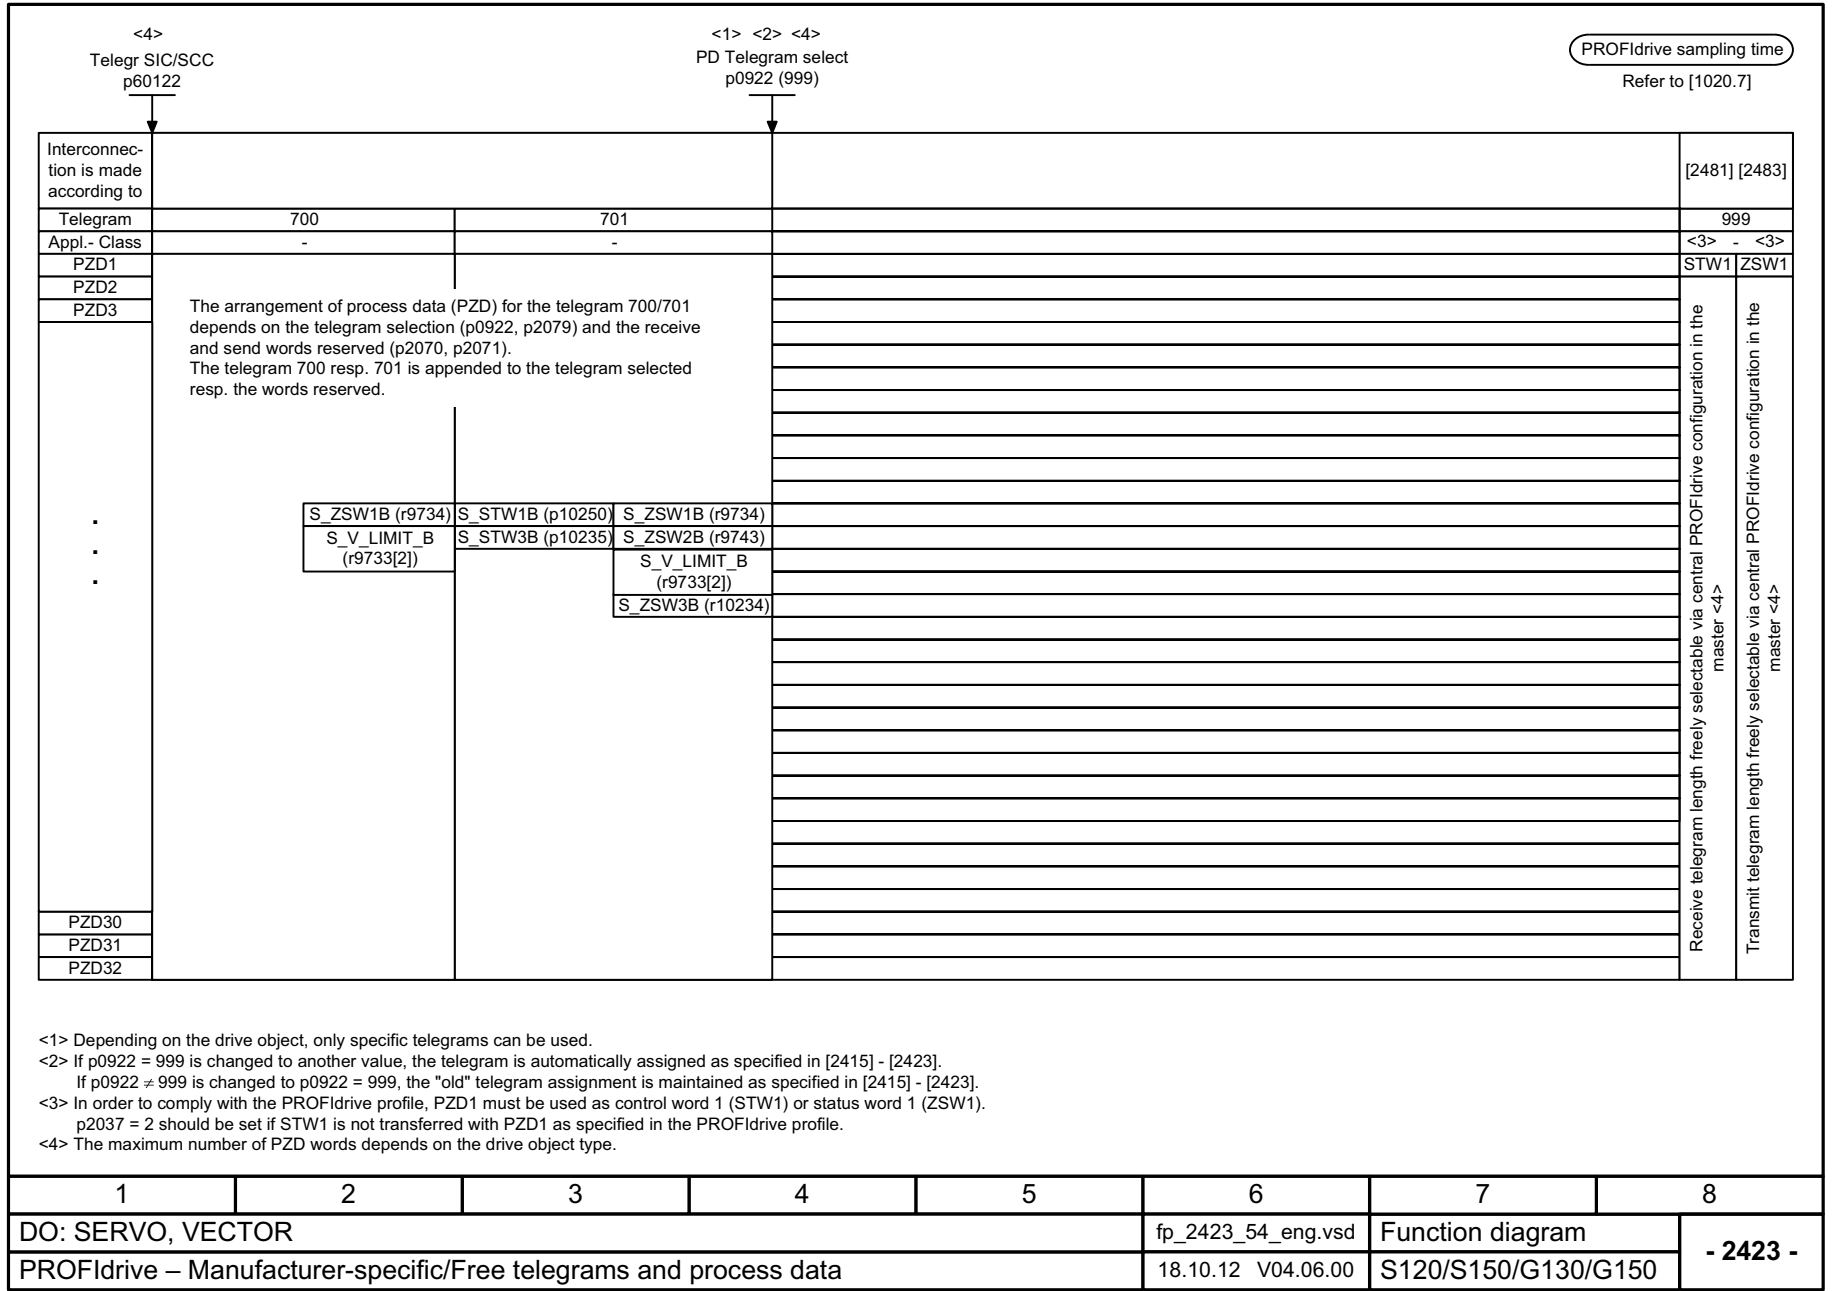 <4>
Telegr SIC/SCC
p60122
<1> <2> <4>
PD Telegram select
p0922 (999)
PROFIdrive sampling time
Refer to [1020.7]
Interconnec-
tion is made
according to
[2481] [2483]
Telegram
700
701
999
Appl.- Class
-
-
<3> - <3>
PZD1
STW1
ZSW1
PZD2
PZD3
The arrangement of process data (PZD) for the telegram 700/701
depends on the telegram selection (p0922, p2079) and the receive
and send words reserved (p2070, p2071).
The telegram 700 resp. 701 is appended to the telegram selected
resp. the words reserved.
.
.
.
S_ZSW1B (r9734)
S_STW1B (p10250)
S_ZSW1B (r9734)
S_V_LIMIT_B
(r9733[2])
S_STW3B (p10235)
S_ZSW2B (r9743)
S_V_LIMIT_B
(r9733[2])
S_ZSW3B (r10234)
Receive telegram length freely selectable via central PROFIdrive configuration in the
master <4>
Transmit telegram length freely selectable via central PROFIdrive configuration in the
master <4>
PZD30
PZD31
PZD32
<1> Depending on the drive object, only specific telegrams can be used.
<2> If p0922 = 999 is changed to another value, the telegram is automatically assigned as specified in [2415] - [2423].
If p0922 ≠ 999 is changed to p0922 = 999, the "old" telegram assignment is maintained as specified in [2415] - [2423].
<3> In order to comply with the PROFIdrive profile, PZD1 must be used as control word 1 (STW1) or status word 1 (ZSW1).
p2037 = 2 should be set if STW1 is not transferred with PZD1 as specified in the PROFIdrive profile.
<4> The maximum number of PZD words depends on the drive object type.
1 2 3 4 5 6 7 8
DO: SERVO, VECTOR
fp_2423_54_eng.vsd
Function diagram
- 2423 -
PROFIdrive – Manufacturer-specific/Free telegrams and process data
18.10.12 V04.06.00
S120/S150/G130/G150